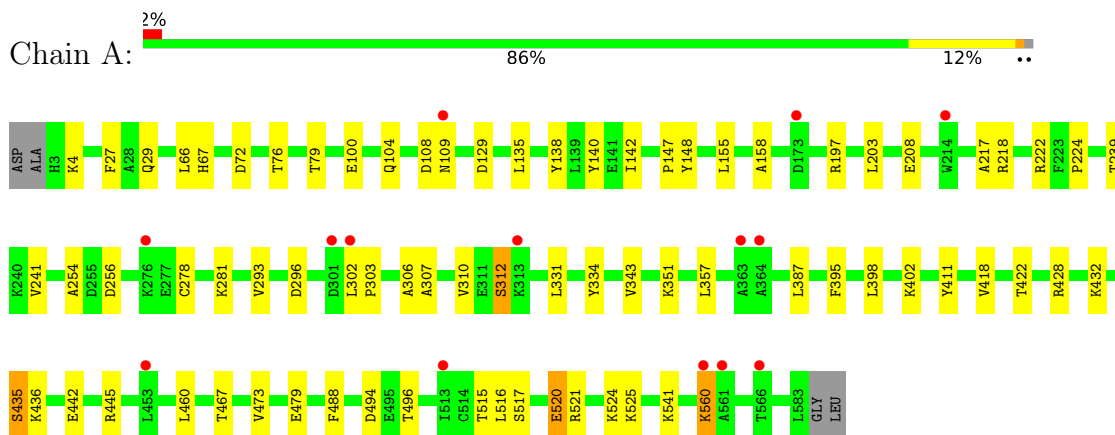 2%
Chain A:
86% 12% ••
ASP ALA H3 K4 F27 A28 Q29 L66 H67 D72 T76 T79 E100 Q104 D108 N109 D129 L135 Y138 L139 Y140 E141 I142 P147 Y148 L155 A158 D173 R197 L203 E208 W214 A217 R218 R222 F223 P224 T239
K240 V241 A254 D255 D256 K276 E277 C278 K281 V293 D296 D301 L302 P303 A306 A307 V310 E311 S312 K313 L331 Y334 V343 K351 L357 A363 A364 L387 F395 L398 K402 Y411 V418 T422 R428 K432
S435 K436 E442 R445 L453 L460 T467 V473 E479 F488 D494 E495 T496 I513 C514 T515 L516 S517 E520 R521 K524 K525 K541 K560 A561 T566 L583 GLY LEU